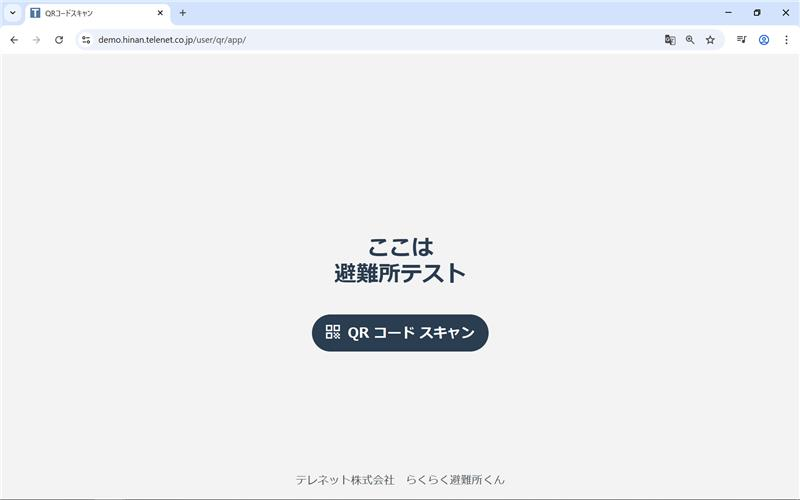 QRコードスキャン
demo.hinan.telenet.co.jp/user/qr/app/
ここは
避難所テスト
QR コード スキャン
テレネット株式会社　らくらく避難所くん